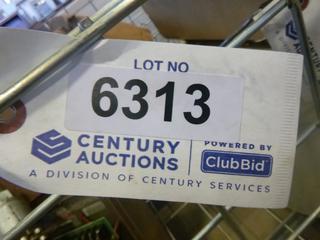 LOT NO
6313
CENTURY
AUCTIONS
POWERED BY
ClubBid
A DIVISION OF CENTURY SERVICES